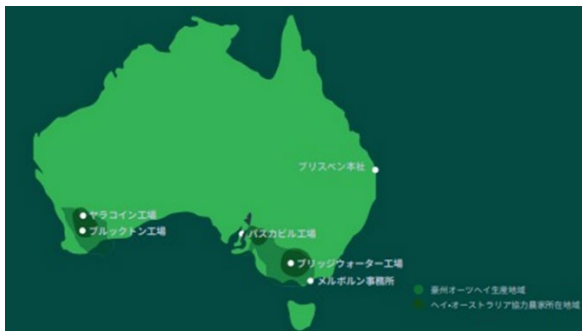 ブリスベン本社
ヤラコイン工場
ブルックトン工場
パスカビル工場
ブリッジウォーター工場
メルボルン事務所
豪州オーツヘイ生産地域
ヘイ・オーストラリア協力農家所在地域